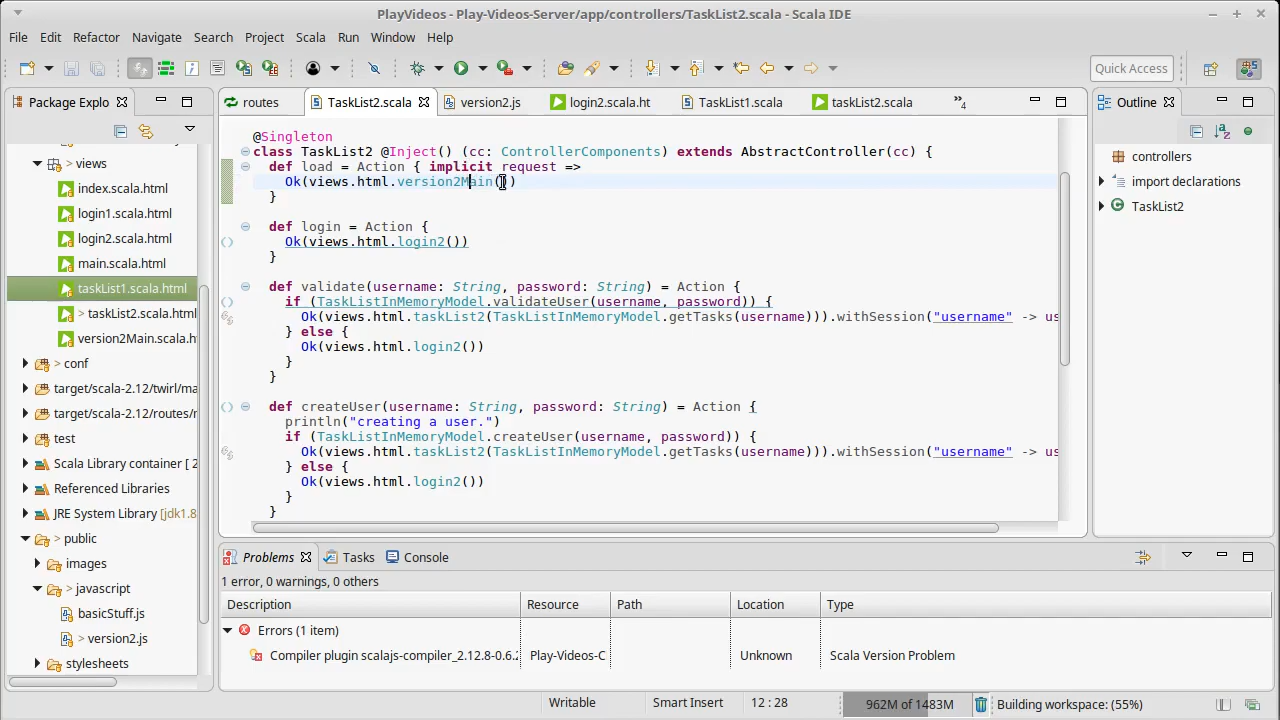 PlayVideos - Play-Videos-Server/app/controllers/TaskList2.scala - Scala IDE
File Edit Refactor Navigate Search Project Scala Run Window Help
Quick Access
Package Explo
routes TaskList2.scala version2.js login2.scala.ht TaskList1.scala taskList2.scala »4
Outline
views
index.scala.html
login1.scala.html
login2.scala.html
main.scala.html
taskList1.scala.html
> taskList2.scala.html
version2Main.scala.h
> conf
target/scala-2.12/twirl/ma
target/scala-2.12/routes/r
test
Scala Library container [ 2
Referenced Libraries
JRE System Library [jdk1.8
public
images
> javascript
basicStuff.js
> version2.js
stylesheets
@Singleton
class TaskList2 @Inject() (cc: ControllerComponents) extends AbstractController(cc) {
def load = Action { implicit request =>
Ok(views.html.version2Main())
}
def login = Action {
Ok(views.html.login2())
}
def validate(username: String, password: String) = Action {
if (TaskListInMemoryModel.validateUser(username, password)) {
Ok(views.html.taskList2(TaskListInMemoryModel.getTasks(username))).withSession("username" -> us
} else {
Ok(views.html.login2())
}
}
def createUser(username: String, password: String) = Action {
println("creating a user.")
if (TaskListInMemoryModel.createUser(username, password)) {
Ok(views.html.taskList2(TaskListInMemoryModel.getTasks(username))).withSession("username" -> us
} else {
Ok(views.html.login2())
}
}
controllers
import declarations
TaskList2
Problems Tasks Console
1 error, 0 warnings, 0 others
Description Resource Path Location Type
Errors (1 item)
Compiler plugin scalajs-compiler_2.12.8-0.6.2 Play-Videos-C Unknown Scala Version Problem
Writable Smart Insert 12 : 28 962M of 1483M Building workspace: (55%)